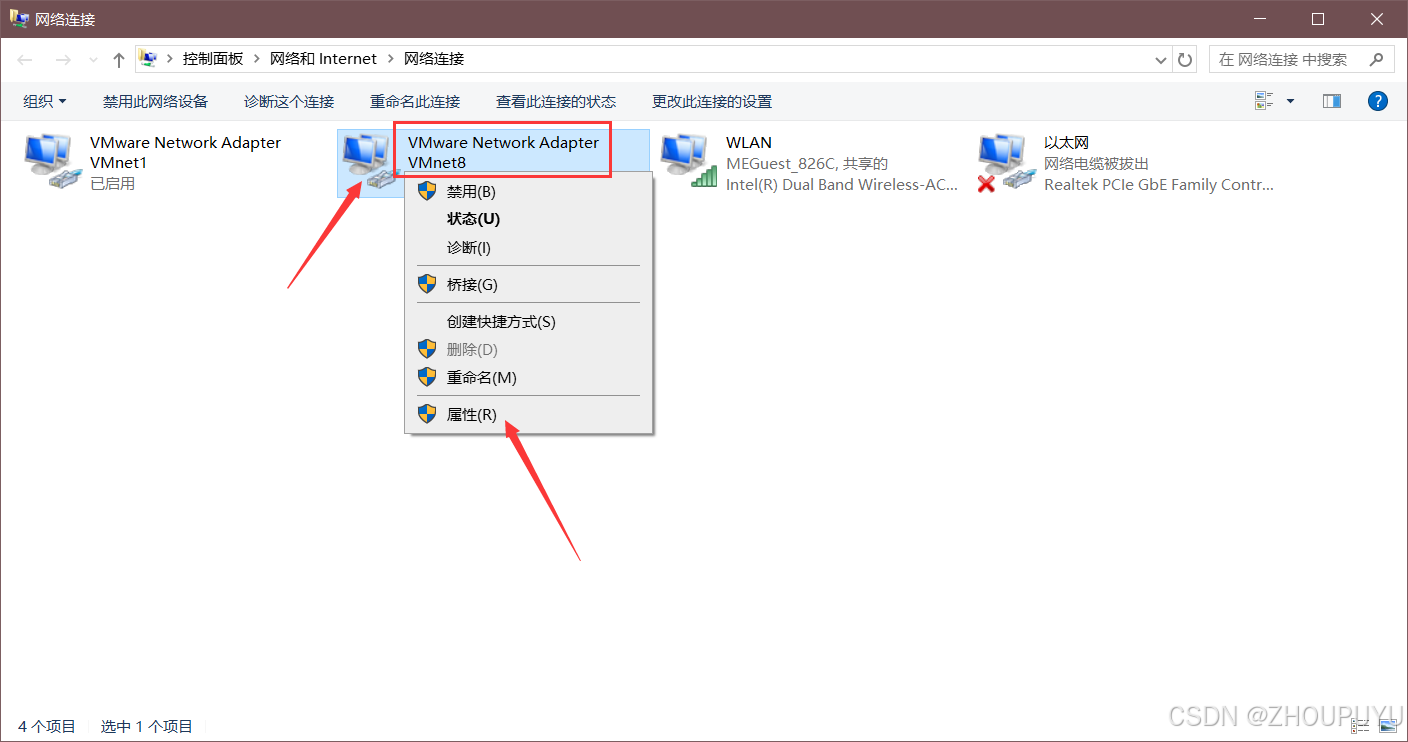 网络连接
控制面板 网络和 Internet 网络连接
在 网络连接 中搜索
组织 禁用此网络设备 诊断这个连接 重命名此连接 查看此连接的状态 更改此连接的设置
VMware Network Adapter
VMnet1
已启用
VMware Network Adapter
VMnet8
WLAN
MEGuest_826C, 共享的
Intel(R) Dual Band Wireless-AC...
以太网
网络电缆被拔出
Realtek PCIe GbE Family Contr...
禁用(B)
状态(U)
诊断(I)
桥接(G)
创建快捷方式(S)
删除(D)
重命名(M)
属性(R)
4 个项目 选中 1 个项目
CSDN @ZHOUPUYU